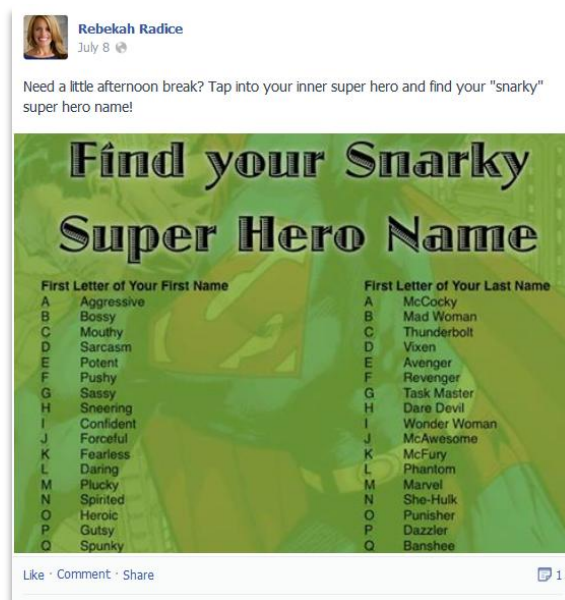 Rebekah Radice
July 8
Need a little afternoon break? Tap into your inner super hero and find your "snarky"
super hero name!
Find your Snarky
Super Hero Name
First Letter of Your First Name
A Aggressive
B Bossy
C Mouthy
D Sarcasm
E Potent
F Pushy
G Sassy
H Sneering
I Confident
J Forceful
K Fearless
L Daring
M Plucky
N Spirited
O Heroic
P Gutsy
Q Spunky
First Letter of Your Last Name
A McCocky
B Mad Woman
C Thunderbolt
D Vixen
E Avenger
F Revenger
G Task Master
H Dare Devil
I Wonder Woman
J McAwesome
K McFury
L Phantom
M Marvel
N She-Hulk
O Punisher
P Dazzler
Q Banshee
Like · Comment · Share
1